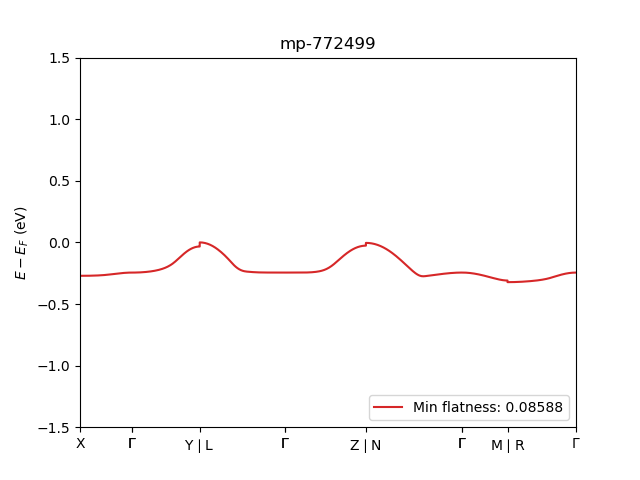 mp-772499
E − E_F (eV)
1.5
1.0
0.5
0.0
−0.5
−1.0
−1.5
Min flatness: 0.08588
X Γ Y | L Γ Z | N Γ M | R Γ